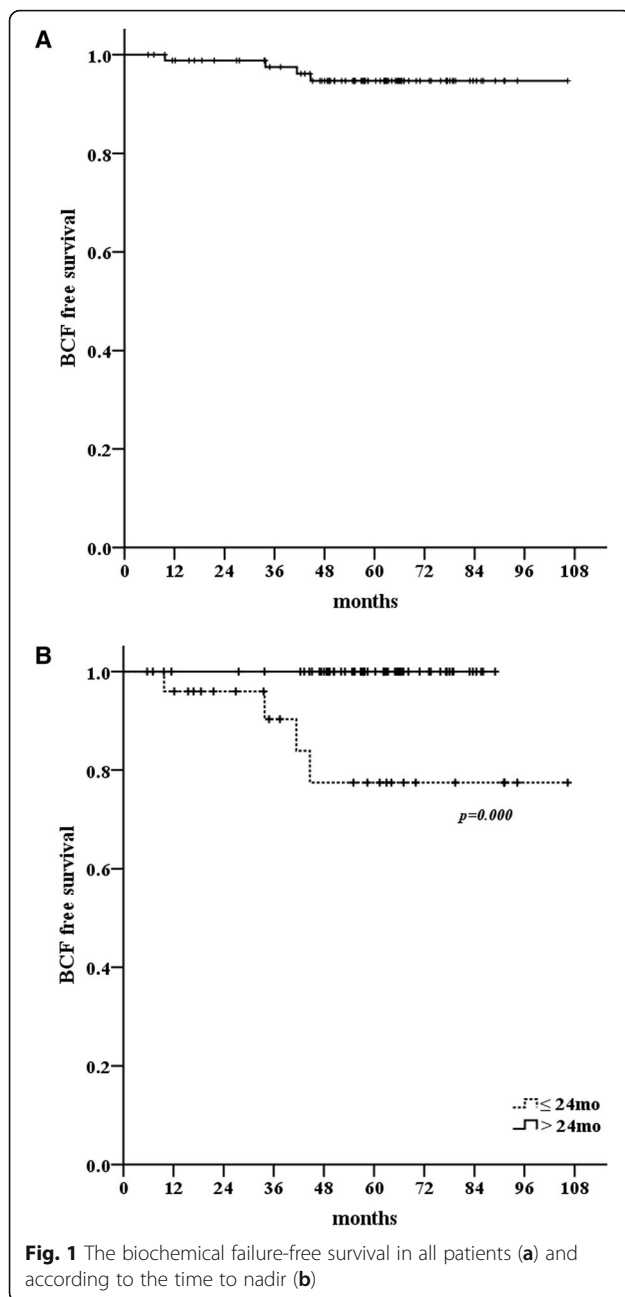 A
1.0
0.8
0.6
0.4
0.2
0.0
BCF free survival
0 12 24 36 48 60 72 84 96 108
months
B
1.0
0.8
0.6
0.4
0.2
0.0
BCF free survival
p=0.000
≤ 24mo
> 24mo
0 12 24 36 48 60 72 84 96 108
months
Fig. 1 The biochemical failure-free survival in all patients (a) and
according to the time to nadir (b)